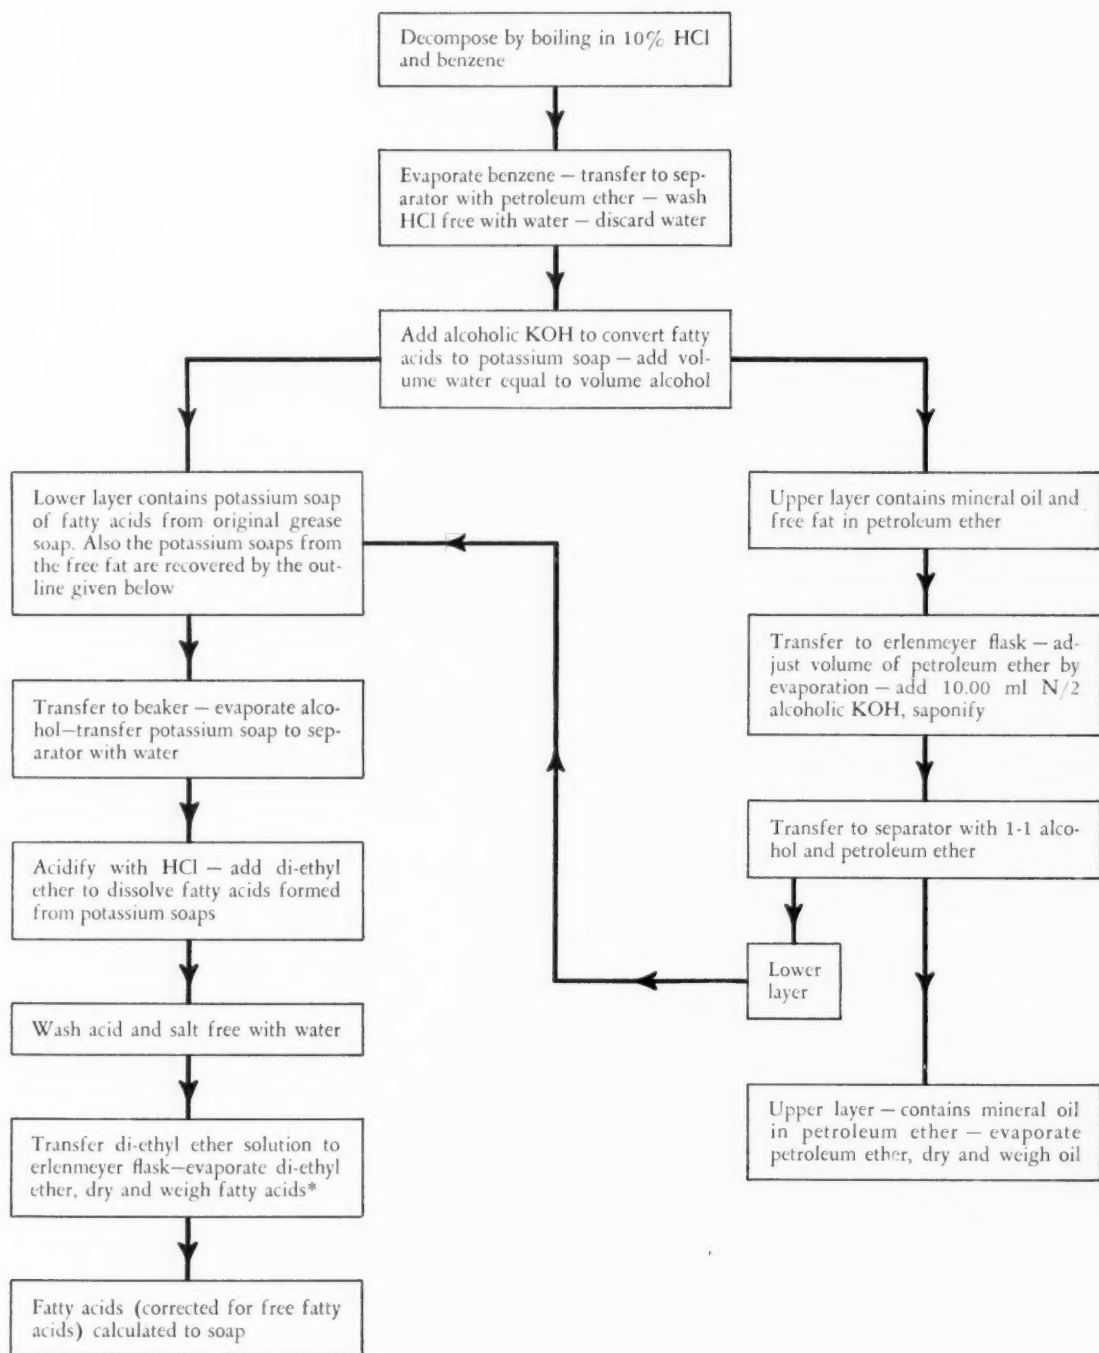 Decompose by boiling in 10% HCl
and benzene
Evaporate benzene — transfer to sep-
arator with petroleum ether — wash
HCl free with water — discard water
Add alcoholic KOH to convert fatty
acids to potassium soap — add vol-
ume water equal to volume alcohol
Lower layer contains potassium soap
of fatty acids from original grease
soap. Also the potassium soaps from
the free fat are recovered by the out-
line given below
Transfer to beaker — evaporate alco-
hol—transfer potassium soap to sep-
arator with water
Acidify with HCl — add di-ethyl
ether to dissolve fatty acids formed
from potassium soaps
Wash acid and salt free with water
Transfer di-ethyl ether solution to
erlenmeyer flask—evaporate di-ethyl
ether, dry and weigh fatty acids*
Fatty acids (corrected for free fatty
acids) calculated to soap
Upper layer contains mineral oil and
free fat in petroleum ether
Transfer to erlenmeyer flask — ad-
just volume of petroleum ether by
evaporation — add 10.00 ml N/2
alcoholic KOH, saponify
Transfer to separator with 1-1 alco-
hol and petroleum ether
Lower
layer
Upper layer — contains mineral oil
in petroleum ether — evaporate
petroleum ether, dry and weigh oil